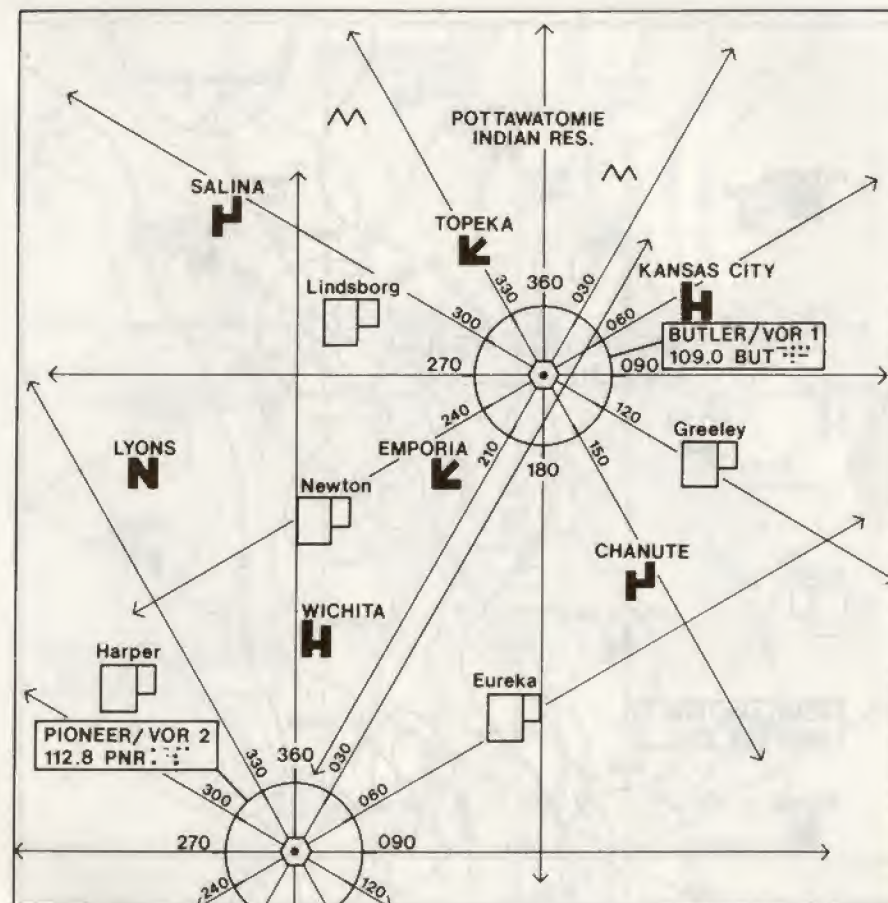 POTTAWATOMIE
INDIAN RES.
SALINA
TOPEKA
KANSAS CITY
Lindsborg
330
360
030
300
060
BUTLER/VOR 1
109.0 BUT
270
090
240
120
210
150
180
LYONS
EMPORIA
Greeley
Newton
CHANUTE
WICHITA
Harper
Eureka
PIONEER/VOR 2
112.8 PNR
330
360
030
300
060
270
090
240
120